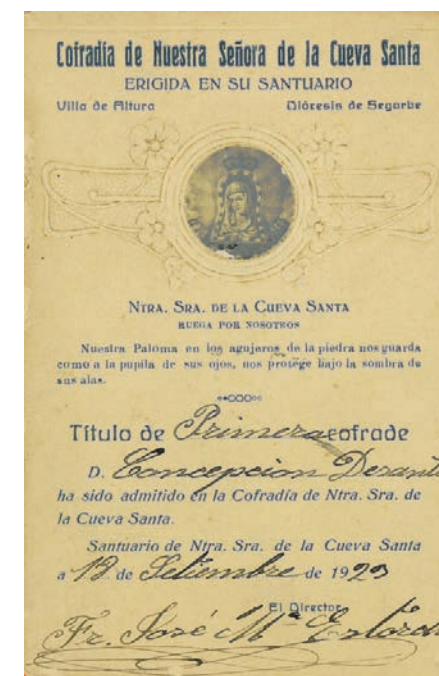 Cofradía de Nuestra Señora de la Cueva Santa
ERIGIDA EN SU SANTUARIO
Villa de Altura Diócesis de Segorbe
NTRA. SRA. DE LA CUEVA SANTA
RUEGA POR NOSOTROS
Nuestra Paloma en los agujeros de la piedra nos guarda
como a la pupila de sus ojos, nos protege bajo la sombra de
sus alas.
Título de Primera cofrade
D. Concepcion
ha sido admitido en la Cofradía de Ntra. Sra. de
la Cueva Santa.
Santuario de Ntra. Sra. de la Cueva Santa
a 12 de Setiembre de 1923
El Director
Fr. José Mª